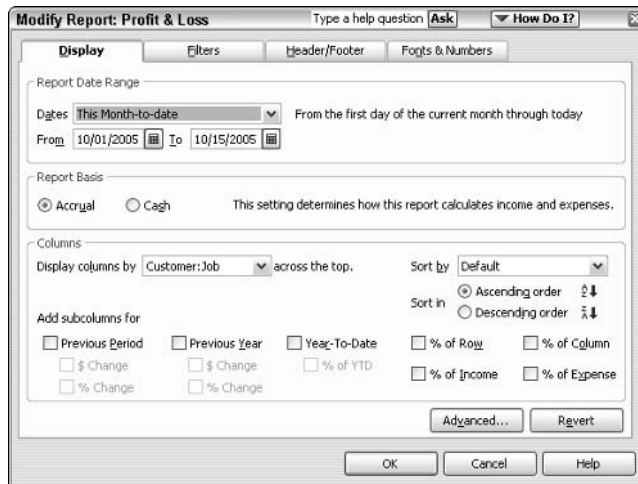 Modify Report: Profit & Loss Type a help question Ask How Do I?
Display Filters Header/Footer Fonts & Numbers
Report Date Range
Dates This Month-to-date From the first day of the current month through today
From 10/01/2005 To 10/15/2005
Report Basis
Accrual Cash This setting determines how this report calculates income and expenses.
Columns
Display columns by Customer:Job across the top. Sort by Default
Sort in Ascending order
Descending order
Add subcolumns for
Previous Period Previous Year Year-To-Date % of Row % of Column
$ Change $ Change % of YTD
% Change % Change % of Income % of Expense
Advanced... Revert
OK Cancel Help